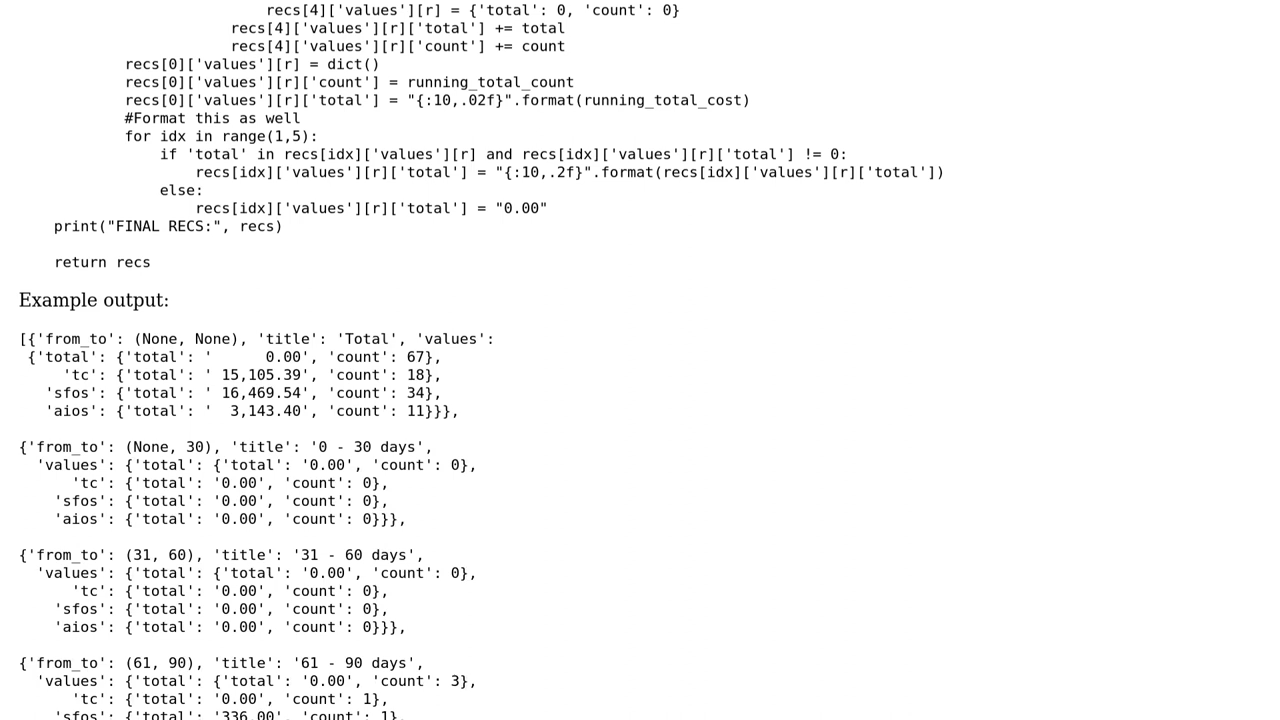 recs[4]['values'][r] = {'total': 0, 'count': 0}
                        recs[4]['values'][r]['total'] += total
                        recs[4]['values'][r]['count'] += count
            recs[0]['values'][r] = dict()
            recs[0]['values'][r]['count'] = running_total_count
            recs[0]['values'][r]['total'] = "{:10,.02f}".format(running_total_cost)
            #Format this as well
            for idx in range(1,5):
                if 'total' in recs[idx]['values'][r] and recs[idx]['values'][r]['total'] != 0:
                    recs[idx]['values'][r]['total'] = "{:10,.2f}".format(recs[idx]['values'][r]['total'])
                else:
                    recs[idx]['values'][r]['total'] = "0.00"
    print("FINAL RECS:", recs)

    return recs
Example output:
[{'from_to': (None, None), 'title': 'Total', 'values':
 {'total': {'total': '      0.00', 'count': 67},
     'tc': {'total': ' 15,105.39', 'count': 18},
   'sfos': {'total': ' 16,469.54', 'count': 34},
   'aios': {'total': '  3,143.40', 'count': 11}}},

{'from_to': (None, 30), 'title': '0 - 30 days',
  'values': {'total': {'total': '0.00', 'count': 0},
      'tc': {'total': '0.00', 'count': 0},
    'sfos': {'total': '0.00', 'count': 0},
    'aios': {'total': '0.00', 'count': 0}}},

{'from_to': (31, 60), 'title': '31 - 60 days',
  'values': {'total': {'total': '0.00', 'count': 0},
      'tc': {'total': '0.00', 'count': 0},
    'sfos': {'total': '0.00', 'count': 0},
    'aios': {'total': '0.00', 'count': 0}}},

{'from_to': (61, 90), 'title': '61 - 90 days',
  'values': {'total': {'total': '0.00', 'count': 3},
      'tc': {'total': '0.00', 'count': 1},
    'sfos': {'total': '336.00', 'count': 1},